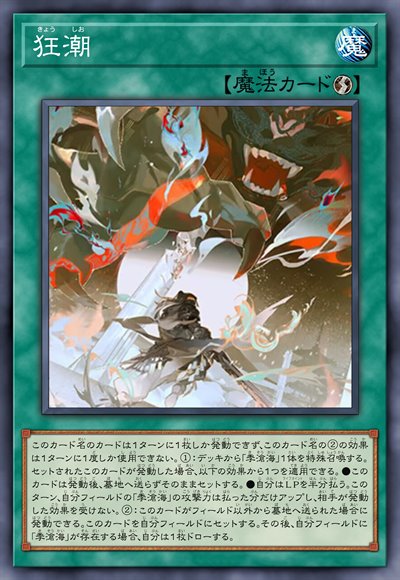 きょう しお
狂潮
魔
ま ほう
【魔法カード】
このカード名のカードは1ターンに1枚しか発動できず、このカード名の②の効果
は1ターンに1度しか使用できない。①：デッキから「季滄海」1体を特殊召喚する。
セットされたこのカードが発動した場合、以下の効果から1つを適用できる。●この
カードは発動後、墓地へ送らずそのままセットする。●自分はLPを半分払う。この
ターン、自分フィールドの「季滄海」の攻撃力は払った分だけアップし、相手が発動
した効果を受けない。②：このカードがフィールド以外から墓地へ送られた場合に
発動できる。このカードを自分フィールドにセットする。その後、自分フィールドに
「季滄海」が存在する場合、自分は1枚ドローする。